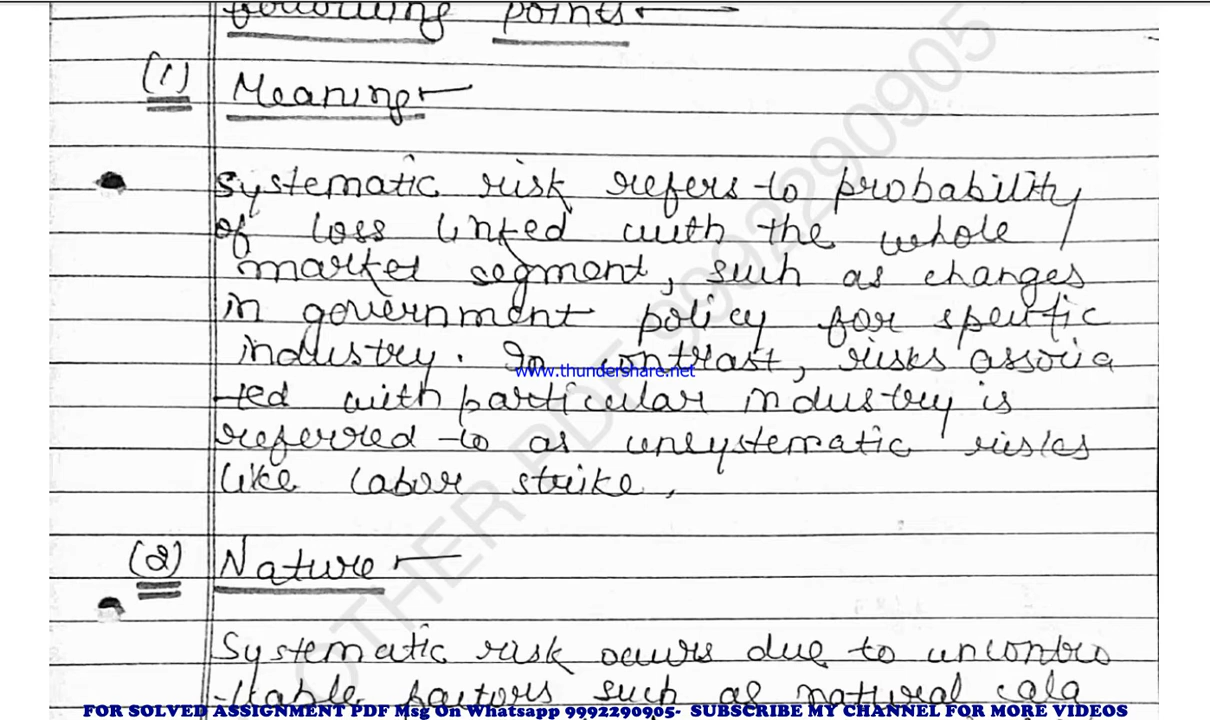 following points
(1) Meaning
Systematic risk refers to probability
of loss linked with the whole
market segment, such as changes
in government policy for specific
industry. In contrast, risks associa
www.thundershare.net
ted with particular industry is
referred to as unsystematic risks
like labor strike,
(2) Nature
Systematic risk occurs due to uncontro
-llable factors such as natural cala
OTHER PDF 9992290905
FOR SOLVED ASSIGNMENT PDF Msg On Whatsapp 9992290905- SUBSCRIBE MY CHANNEL FOR MORE VIDEOS